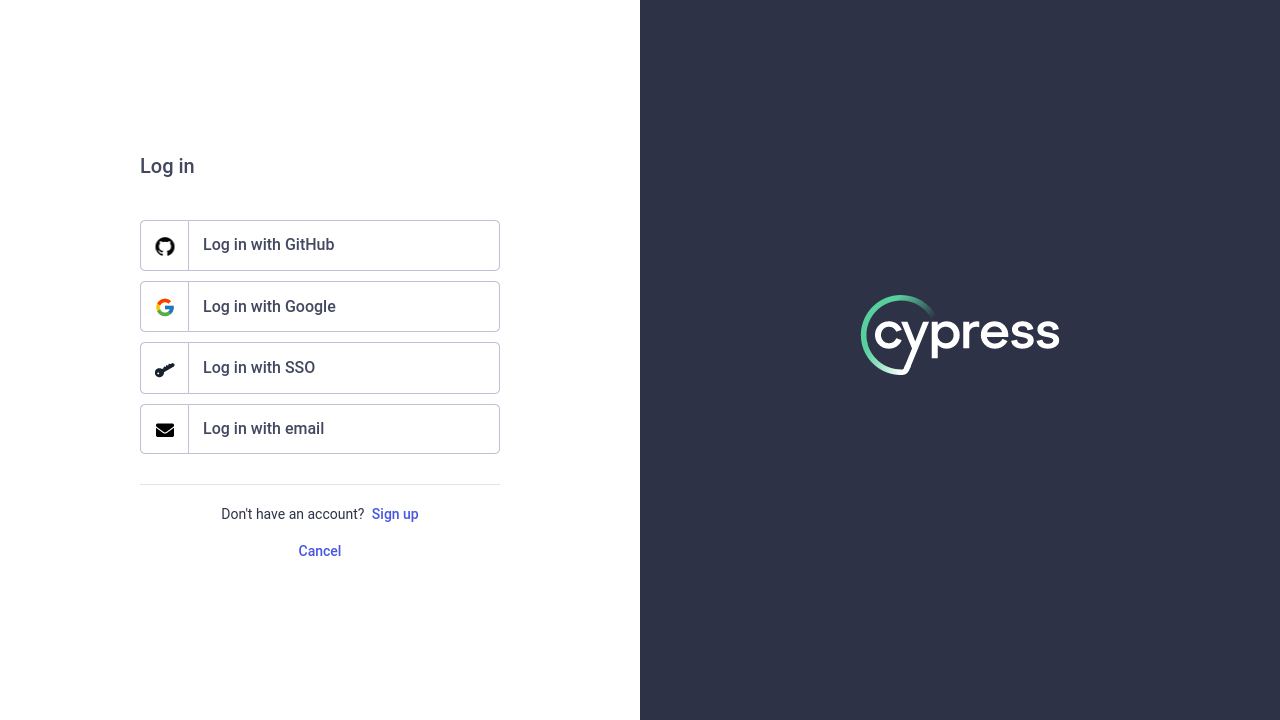 Log in
Log in with GitHub
Log in with Google
Log in with SSO
Log in with email
Don't have an account? Sign up
Cancel
cypress